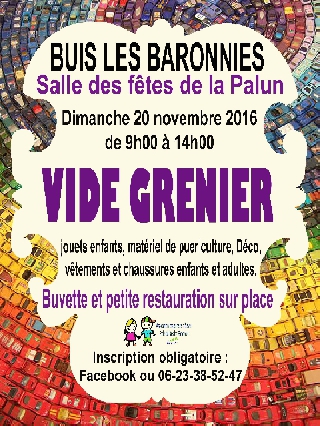 BUIS LES BARONNIES
Salle des fêtes de la Palun
Dimanche 20 novembre 2016
de 9h00 à 14h00
VIDE GRENIER
jouets enfants, matériel de puer culture, Déco,
vêtements et chaussures enfants et adultes.
Buvette et petite restauration sur place
Inscription obligatoire :
Facebook ou 06-23-38-52-47